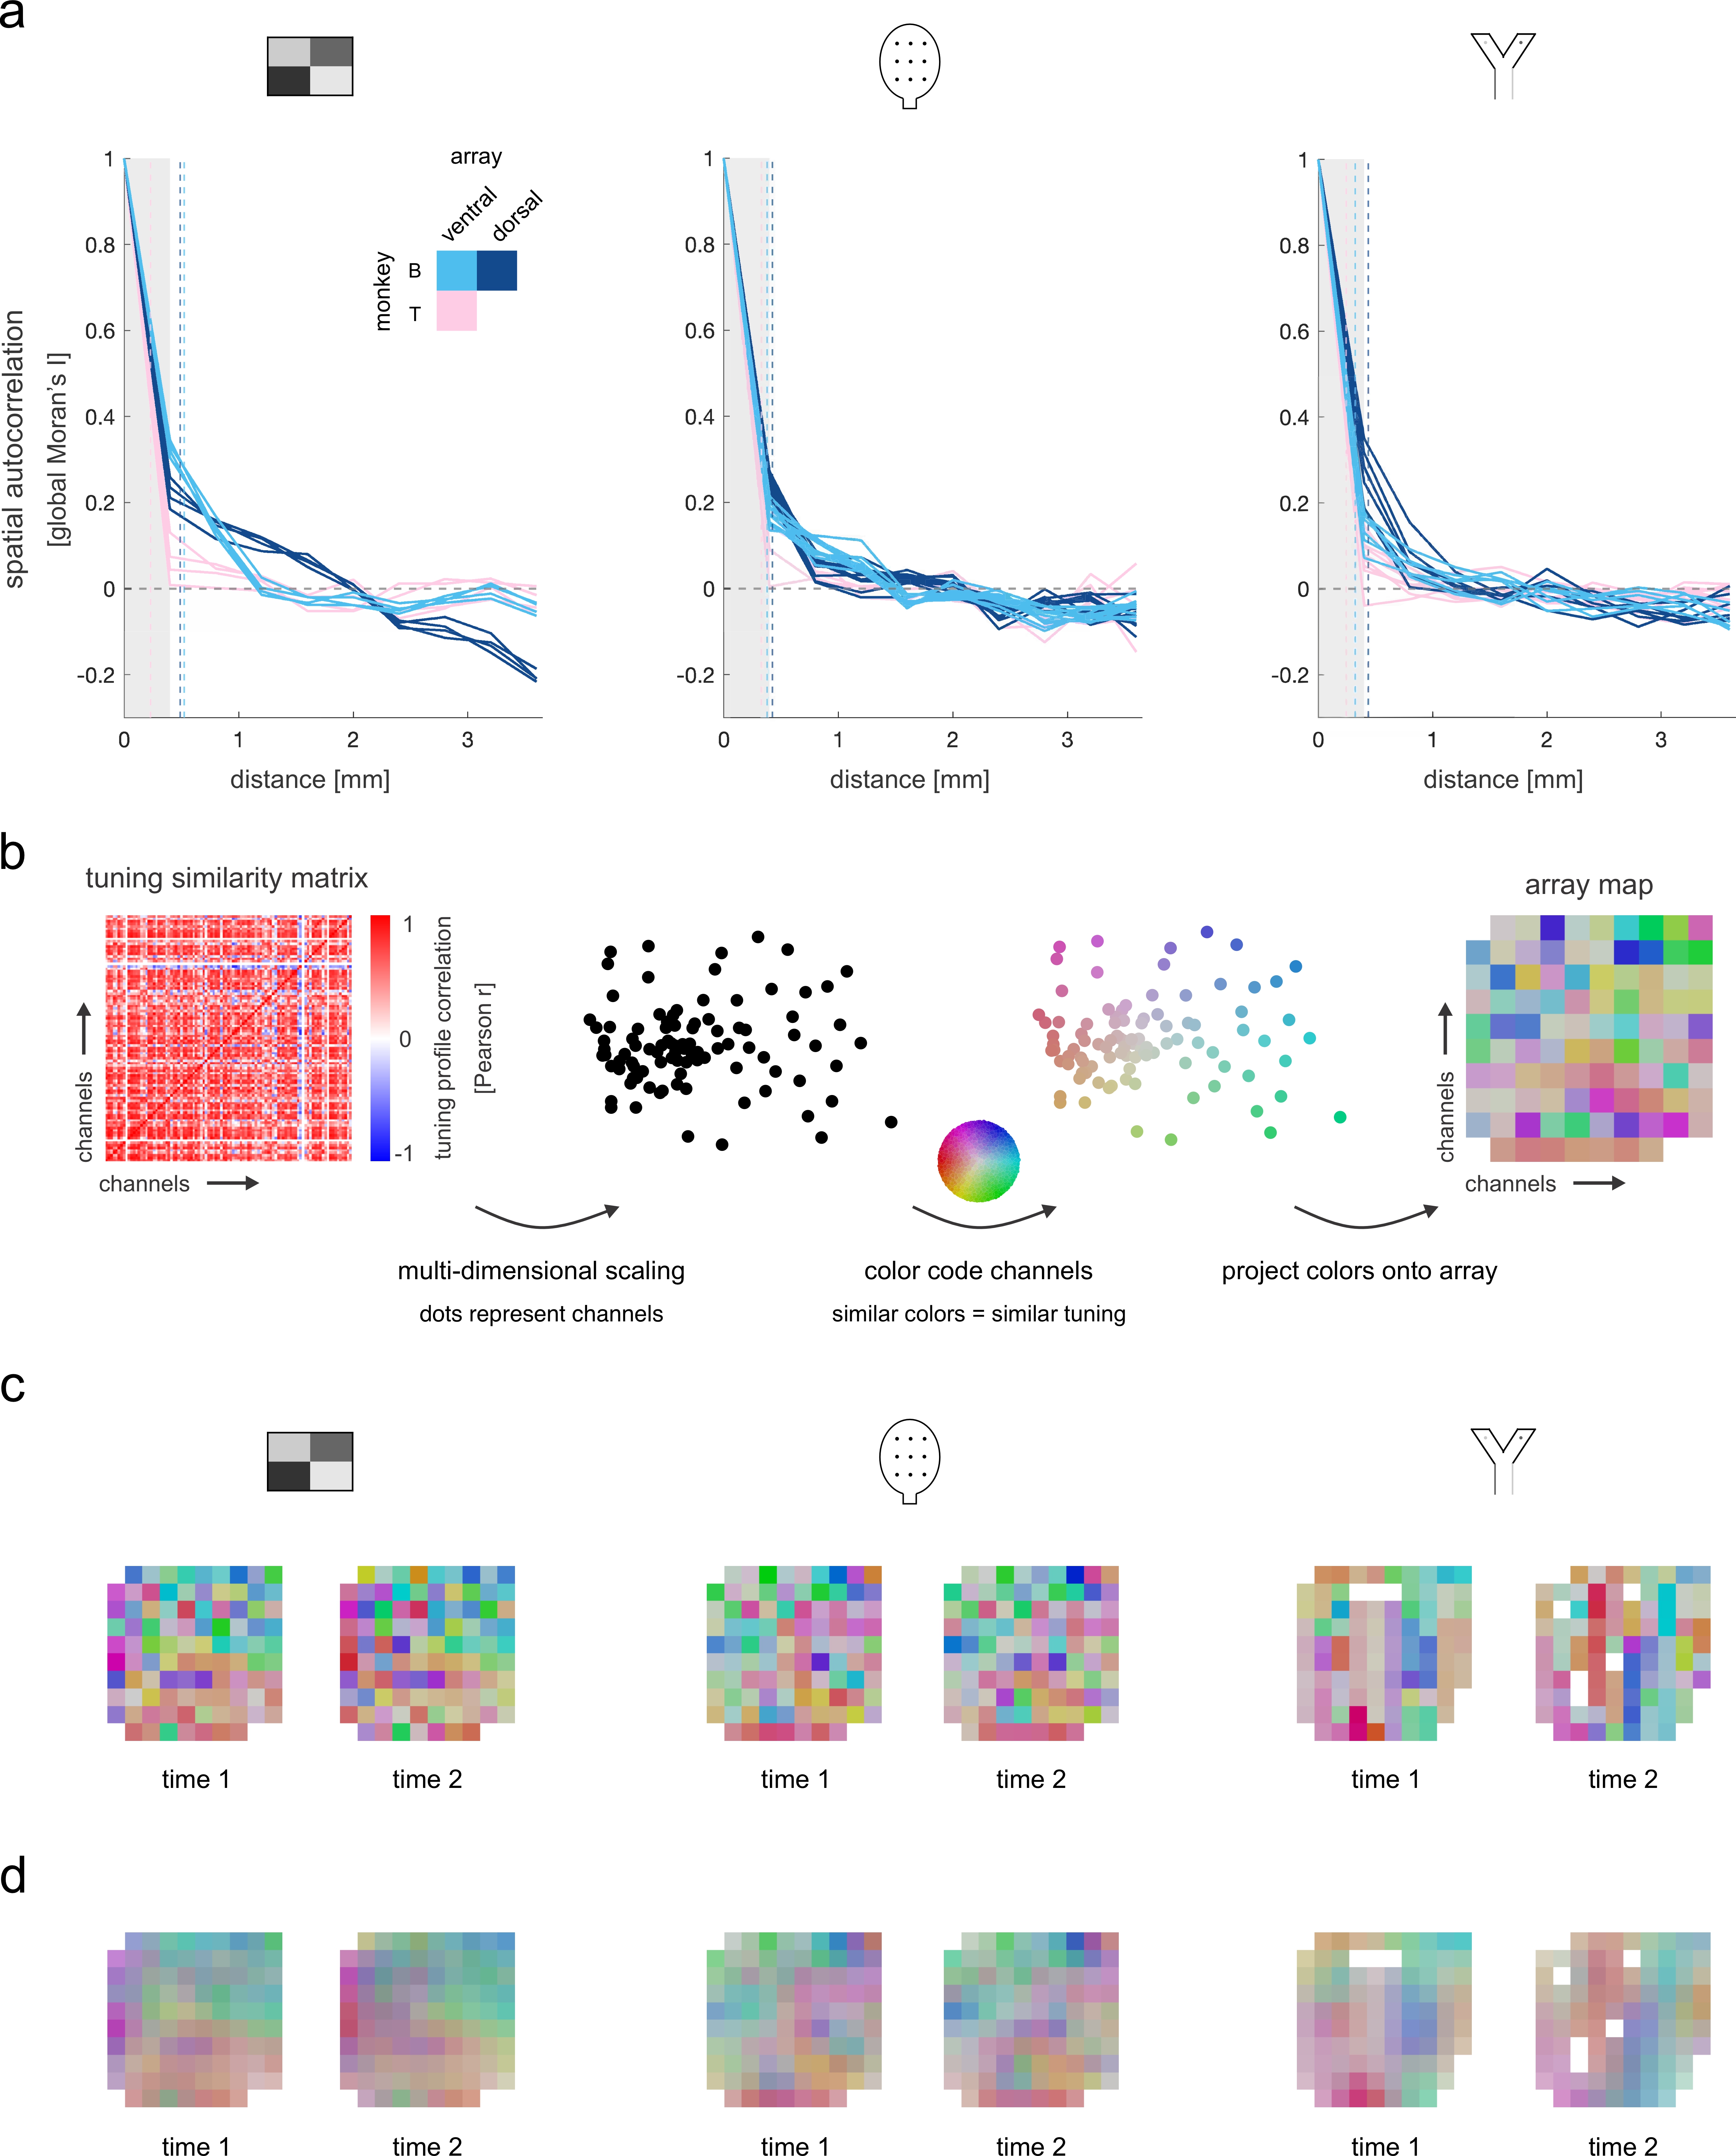 a
array
ventral
dorsal
monkey
B
T
spatial autocorrelation
[global Moran's I]
1
0.8
0.6
0.4
0.2
0
-0.2
0
1
2
3
distance [mm]
1
0.8
0.6
0.4
0.2
0
-0.2
0
1
2
3
distance [mm]
1
0.8
0.6
0.4
0.2
0
-0.2
0
1
2
3
distance [mm]
b
tuning similarity matrix
channels
channels
1
0
-1
tuning profile correlation
[Pearson r]
array map
channels
channels
multi-dimensional scaling
dots represent channels
color code channels
similar colors = similar tuning
project colors onto array
c
time 1
time 2
time 1
time 2
time 1
time 2
d
time 1
time 2
time 1
time 2
time 1
time 2